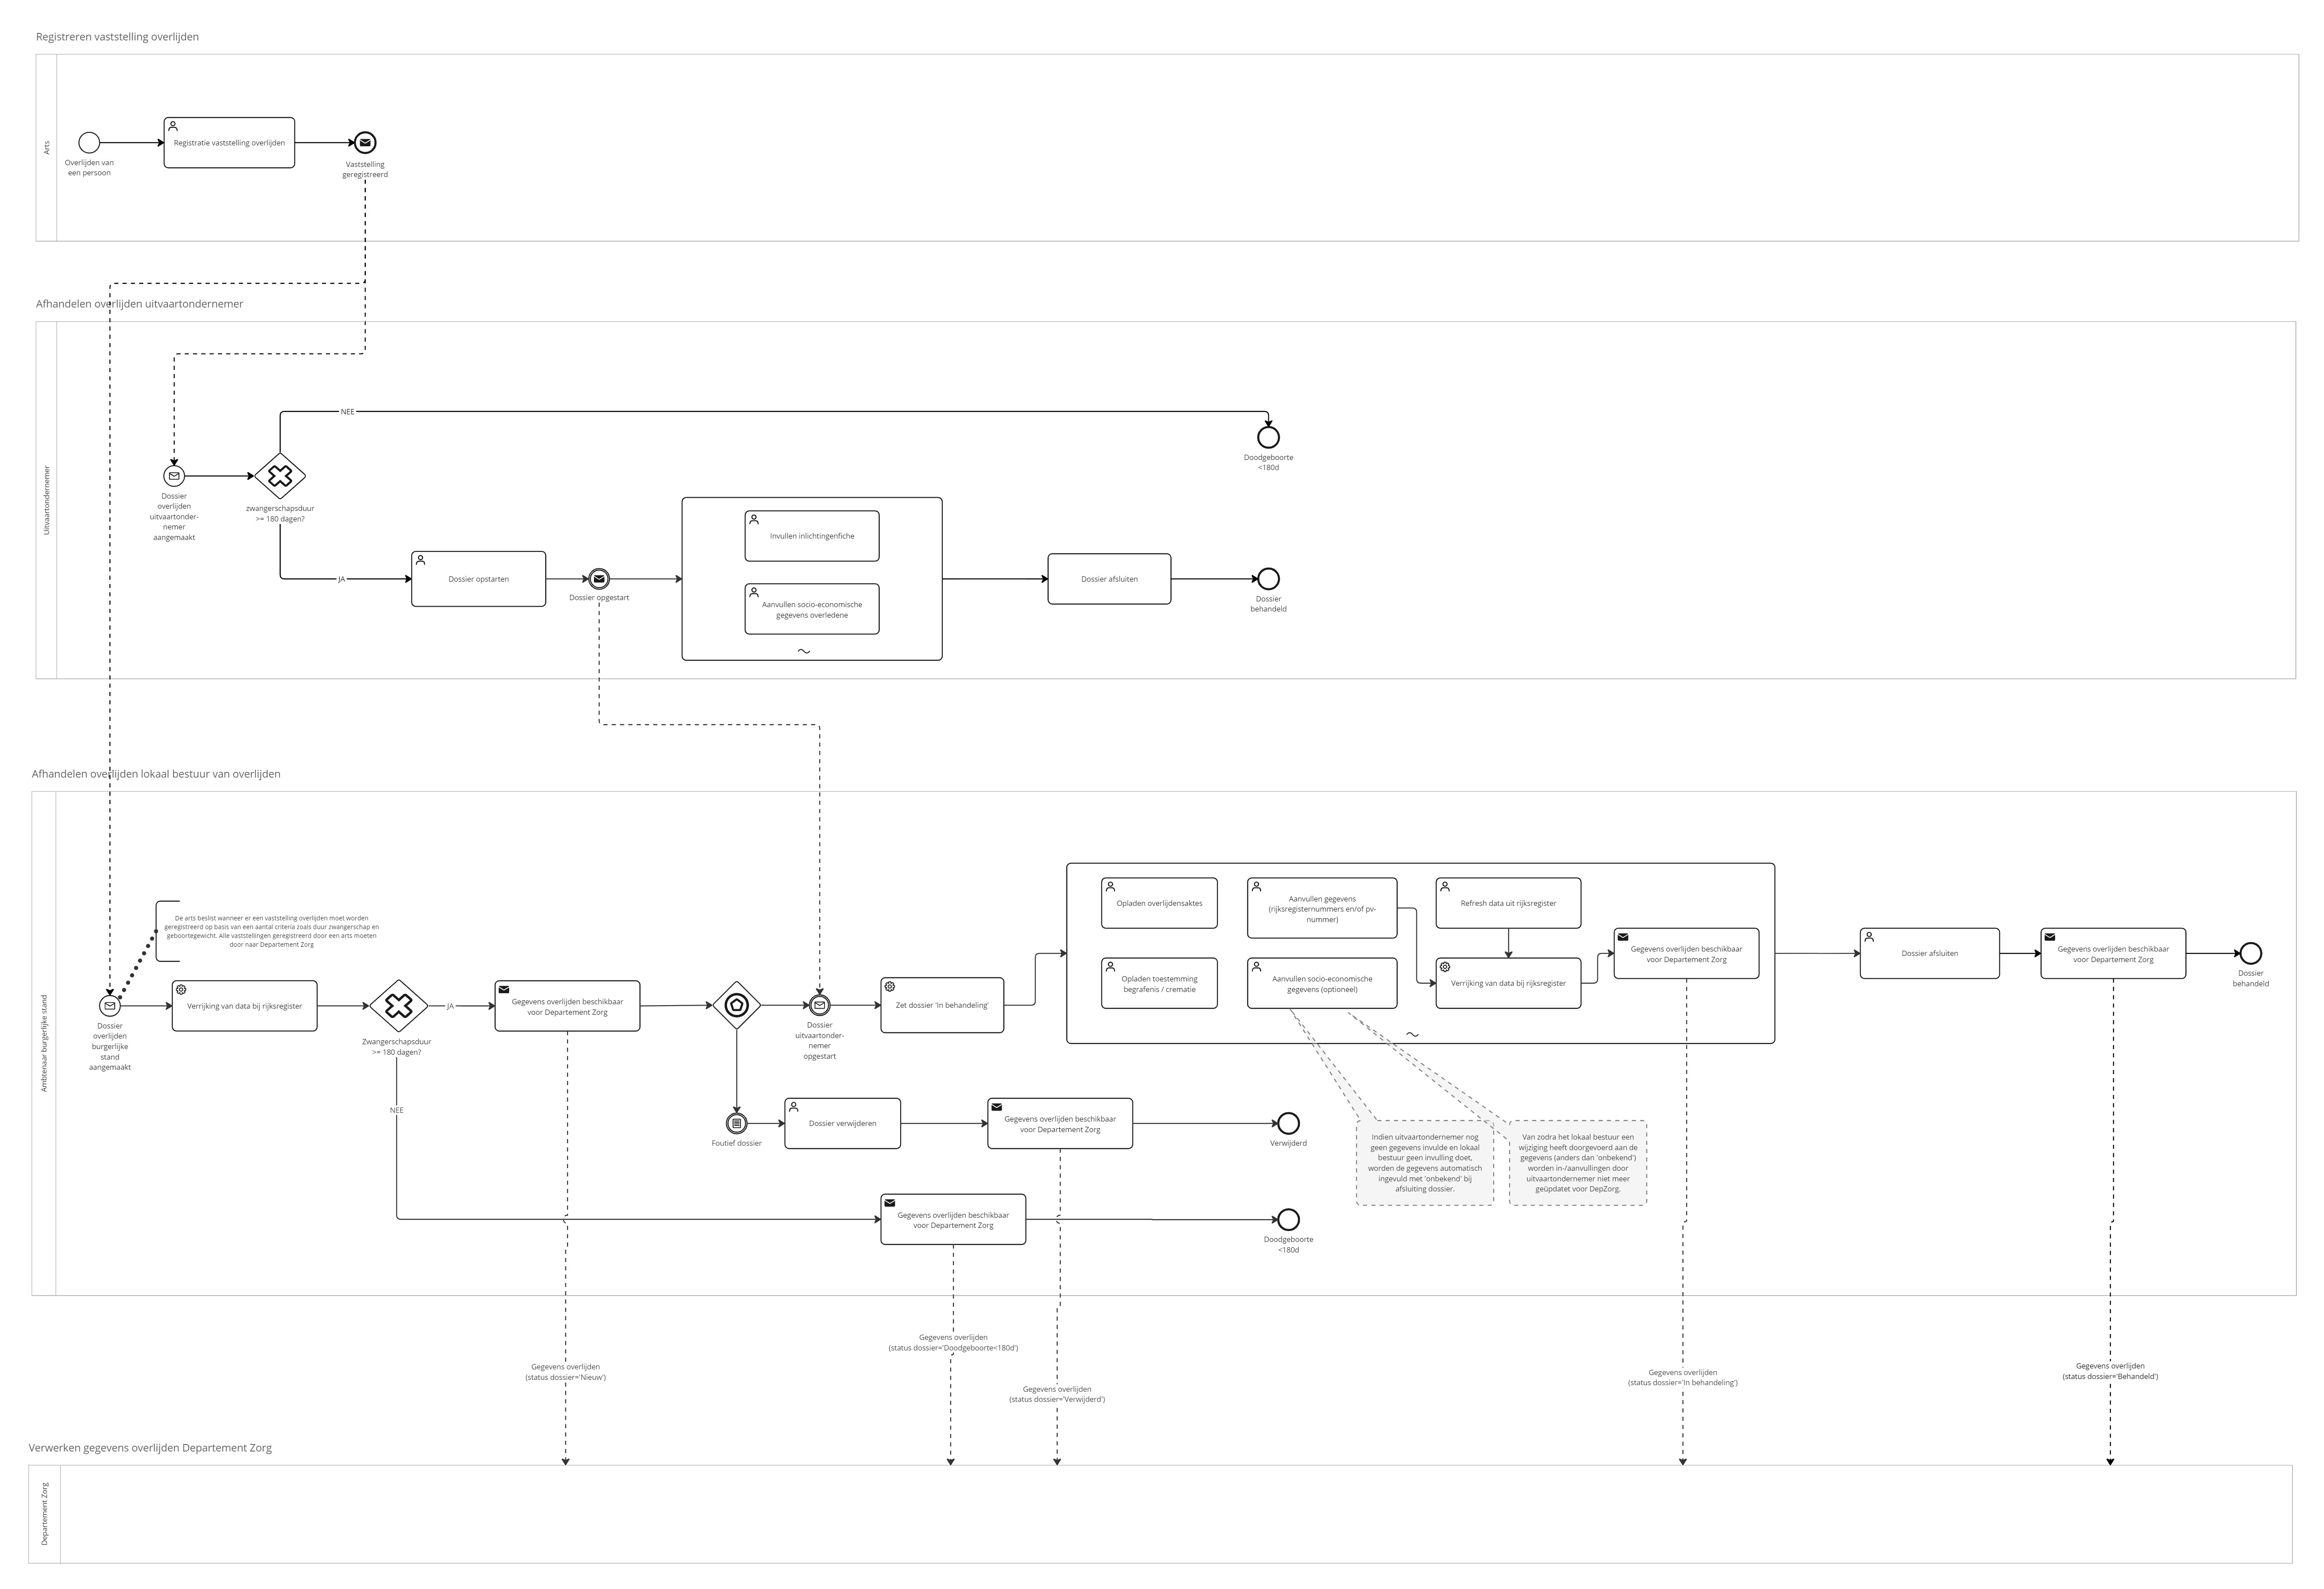 Registreren vaststelling overlijden
Arts
Registratie vaststelling overlijden
Overlijden van
een persoon
Vaststelling
geregistreerd
Afhandelen overlijden uitvaartondernemer
Uitvaartondernemer
NEE
Doodgeboorte
<180d
Dossier
overlijden
uitvaartonder-
nemer
aangemaakt
zwangerschapsduur
>= 180 dagen?
JA
Dossier opstarten
Dossier opgestart
Invullen inlichtingenfiche
Aanvullen socio-economische
gegevens overledene
Dossier afsluiten
Dossier
behandeld
Afhandelen overlijden lokaal bestuur van overlijden
Ambtenaar burgerlijke stand
De arts beslist wanneer er een vaststelling overlijden moet worden
geregistreerd op basis van een aantal criteria zoals duur zwangerschap en
geboortegewicht. Alle vaststellingen geregistreerd door een arts moeten
door naar Departement Zorg
Dossier
overlijden
burgerlijke
stand
aangemaakt
Verrijking van data bij rijksregister
Zwangerschapsduur
>= 180 dagen?
JA
Gegevens overlijden beschikbaar
voor Departement Zorg
Dossier
uitvaartonder-
nemer
opgestart
Zet dossier 'In behandeling'
Opladen overlijdensaktes
Aanvullen gegevens
(rijksregisternummers en/of pv-
nummer)
Refresh data uit rijksregister
Opladen toestemming
begrafenis / crematie
Aanvullen socio-economische
gegevens (optioneel)
Verrijking van data bij rijksregister
Gegevens overlijden beschikbaar
voor Departement Zorg
Dossier afsluiten
Gegevens overlijden beschikbaar
voor Departement Zorg
Dossier
behandeld
NEE
Foutief dossier
Dossier verwijderen
Gegevens overlijden beschikbaar
voor Departement Zorg
Verwijderd
Indien uitvaartondernemer nog
geen gegevens invulde en lokaal
bestuur geen invulling doet,
worden de gegevens automatisch
ingevuld met 'onbekend' bij
afsluiting dossier.
Van zodra het lokaal bestuur een
wijziging heeft doorgevoerd aan de
gegevens (anders dan 'onbekend')
worden in-/aanvullingen door
uitvaartondernemer niet meer
geüpdatet voor DepZorg.
Gegevens overlijden beschikbaar
voor Departement Zorg
Doodgeboorte
<180d
Gegevens overlijden
(status dossier='Nieuw')
Gegevens overlijden
(status dossier='Doodgeboorte<180d')
Gegevens overlijden
(status dossier='Verwijderd')
Gegevens overlijden
(status dossier='In behandeling')
Gegevens overlijden
(status dossier='Behandeld')
Verwerken gegevens overlijden Departement Zorg
Departement Zorg